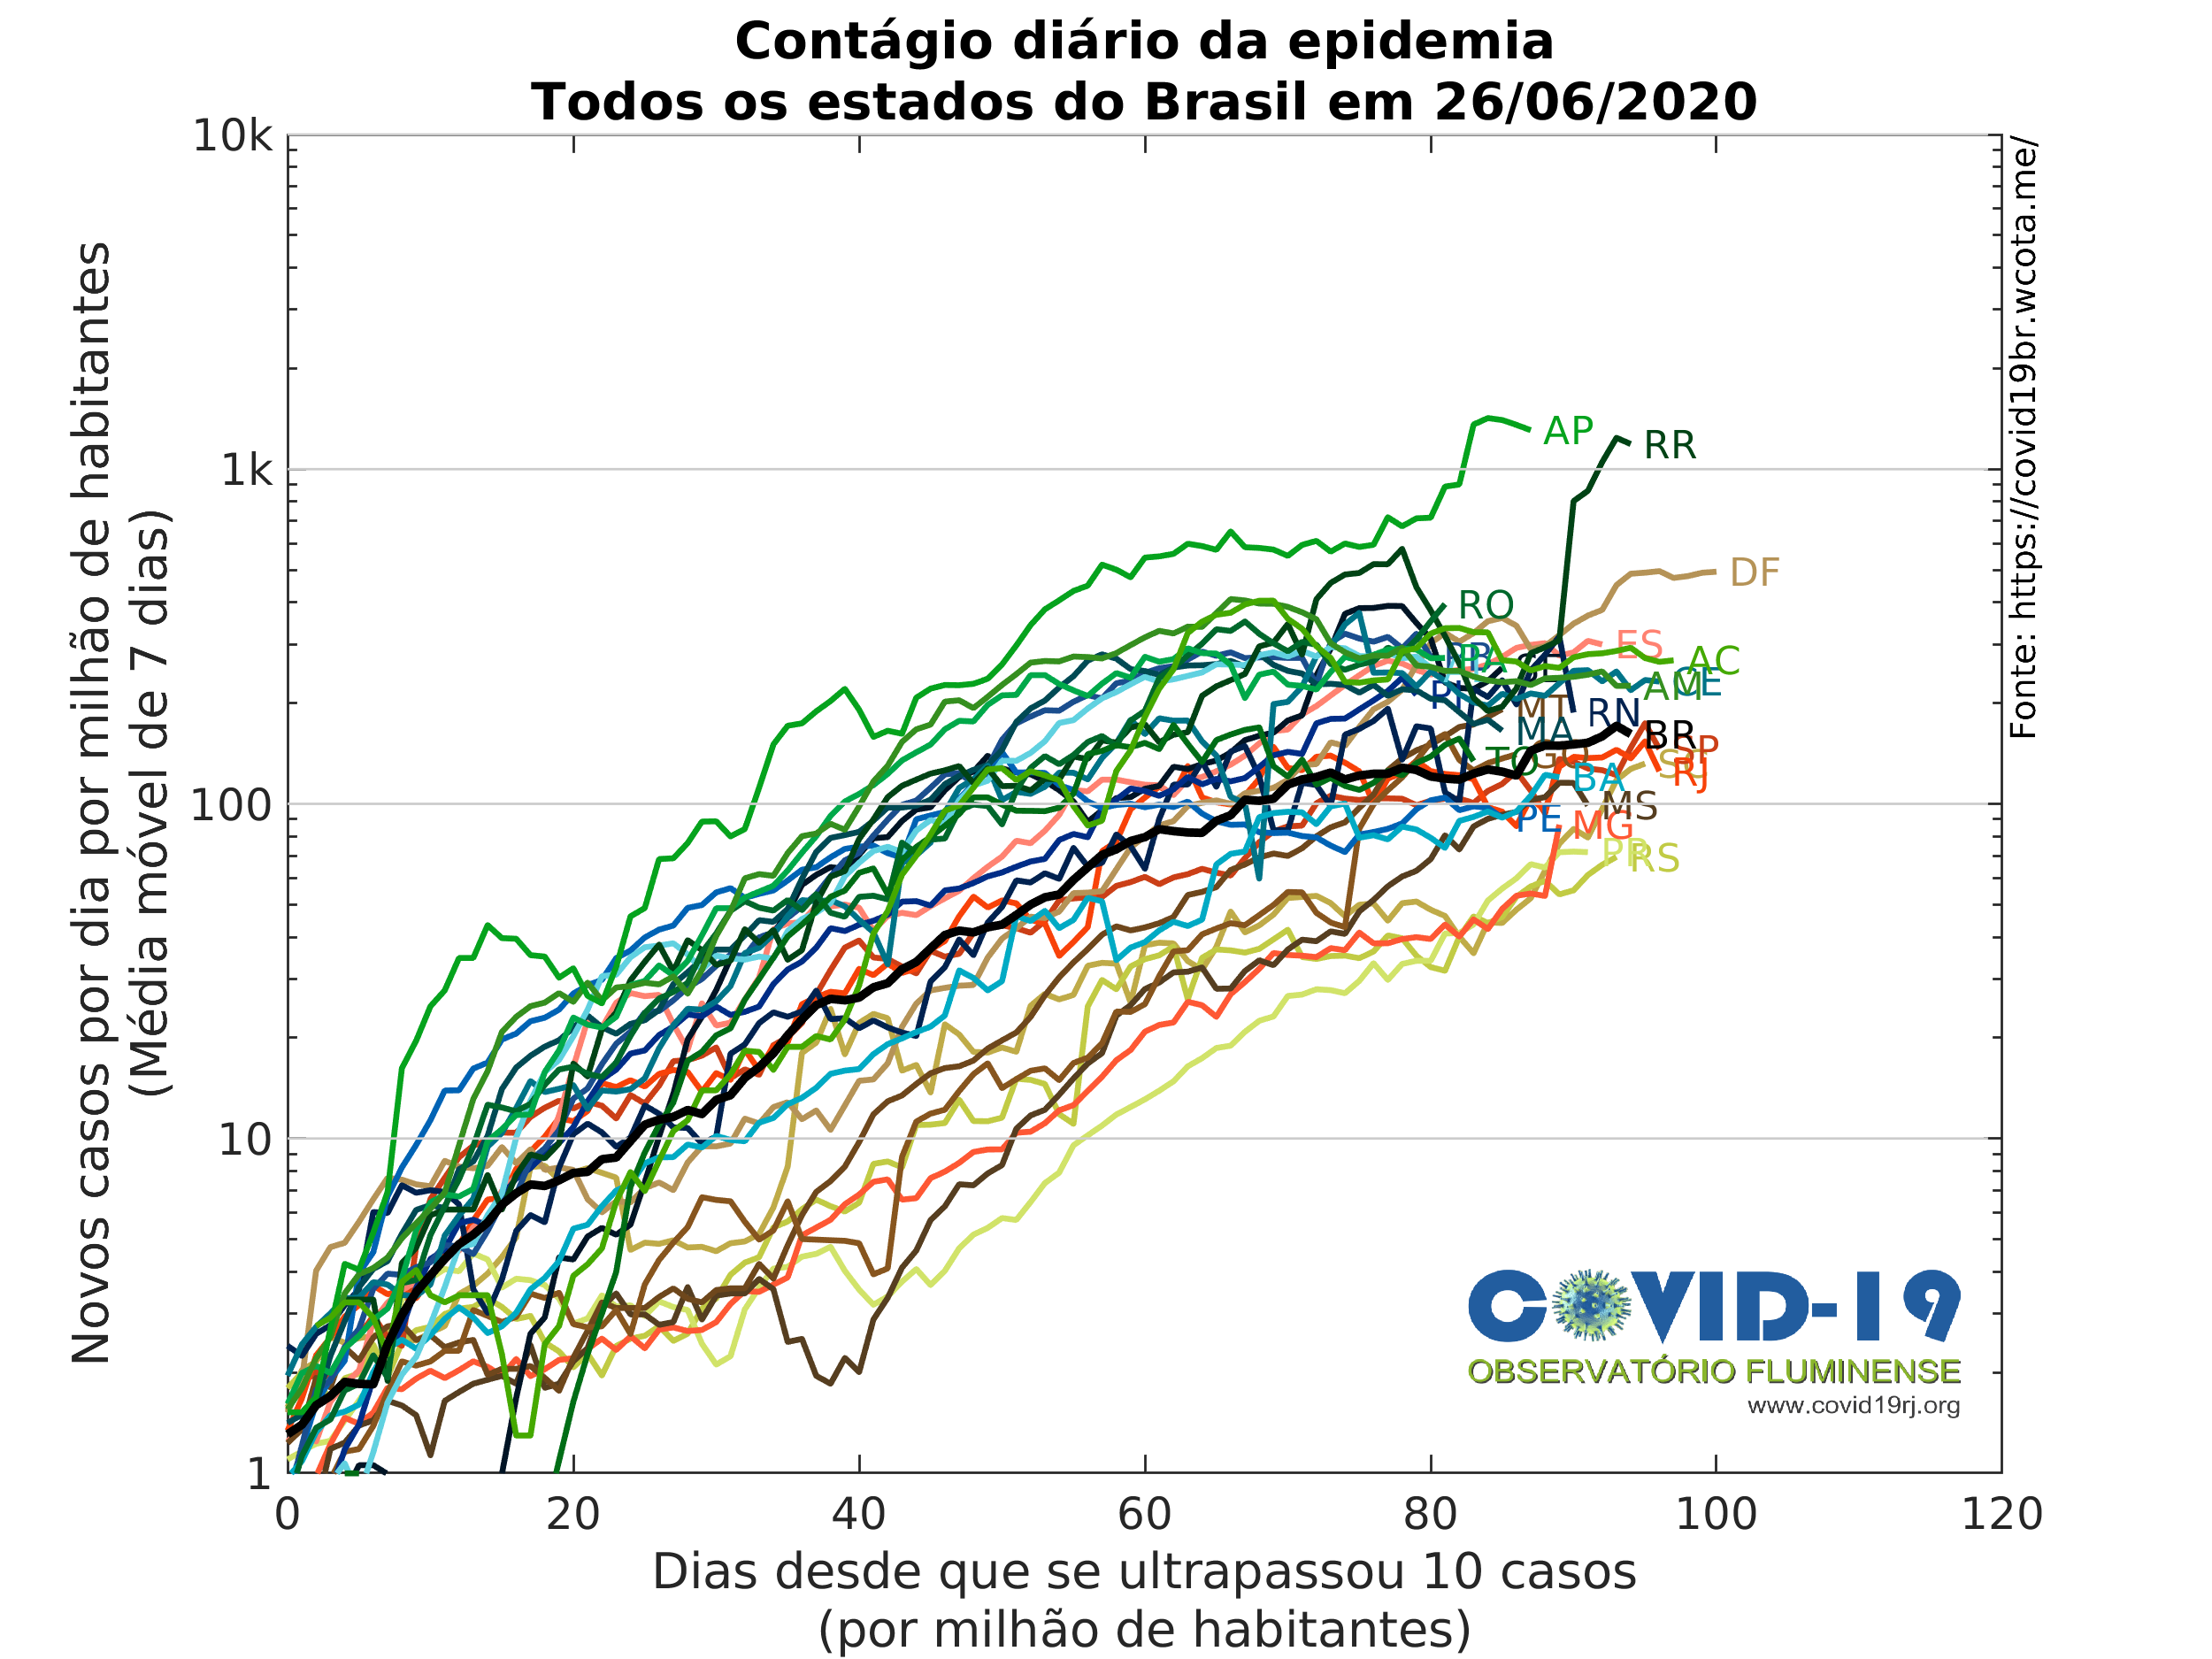 Contágio diário da epidemia
Todos os estados do Brasil em 26/06/2020
Novos casos por dia por milhão de habitantes
(Média móvel de 7 dias)
10k
1k
100
10
1
0
20
40
60
80
100
120
Dias desde que se ultrapassou 10 casos
(por milhão de habitantes)
Fonte: https://covid19br.wcota.me/
AP
RR
DF
RO
ES
AC
CE
AM
RN
MT
MA
BR
SP
RJ
TO
GO
BA
MS
PE
MG
PR
RS
COVID-19
OBSERVATÓRIO FLUMINENSE
www.covid19rj.org